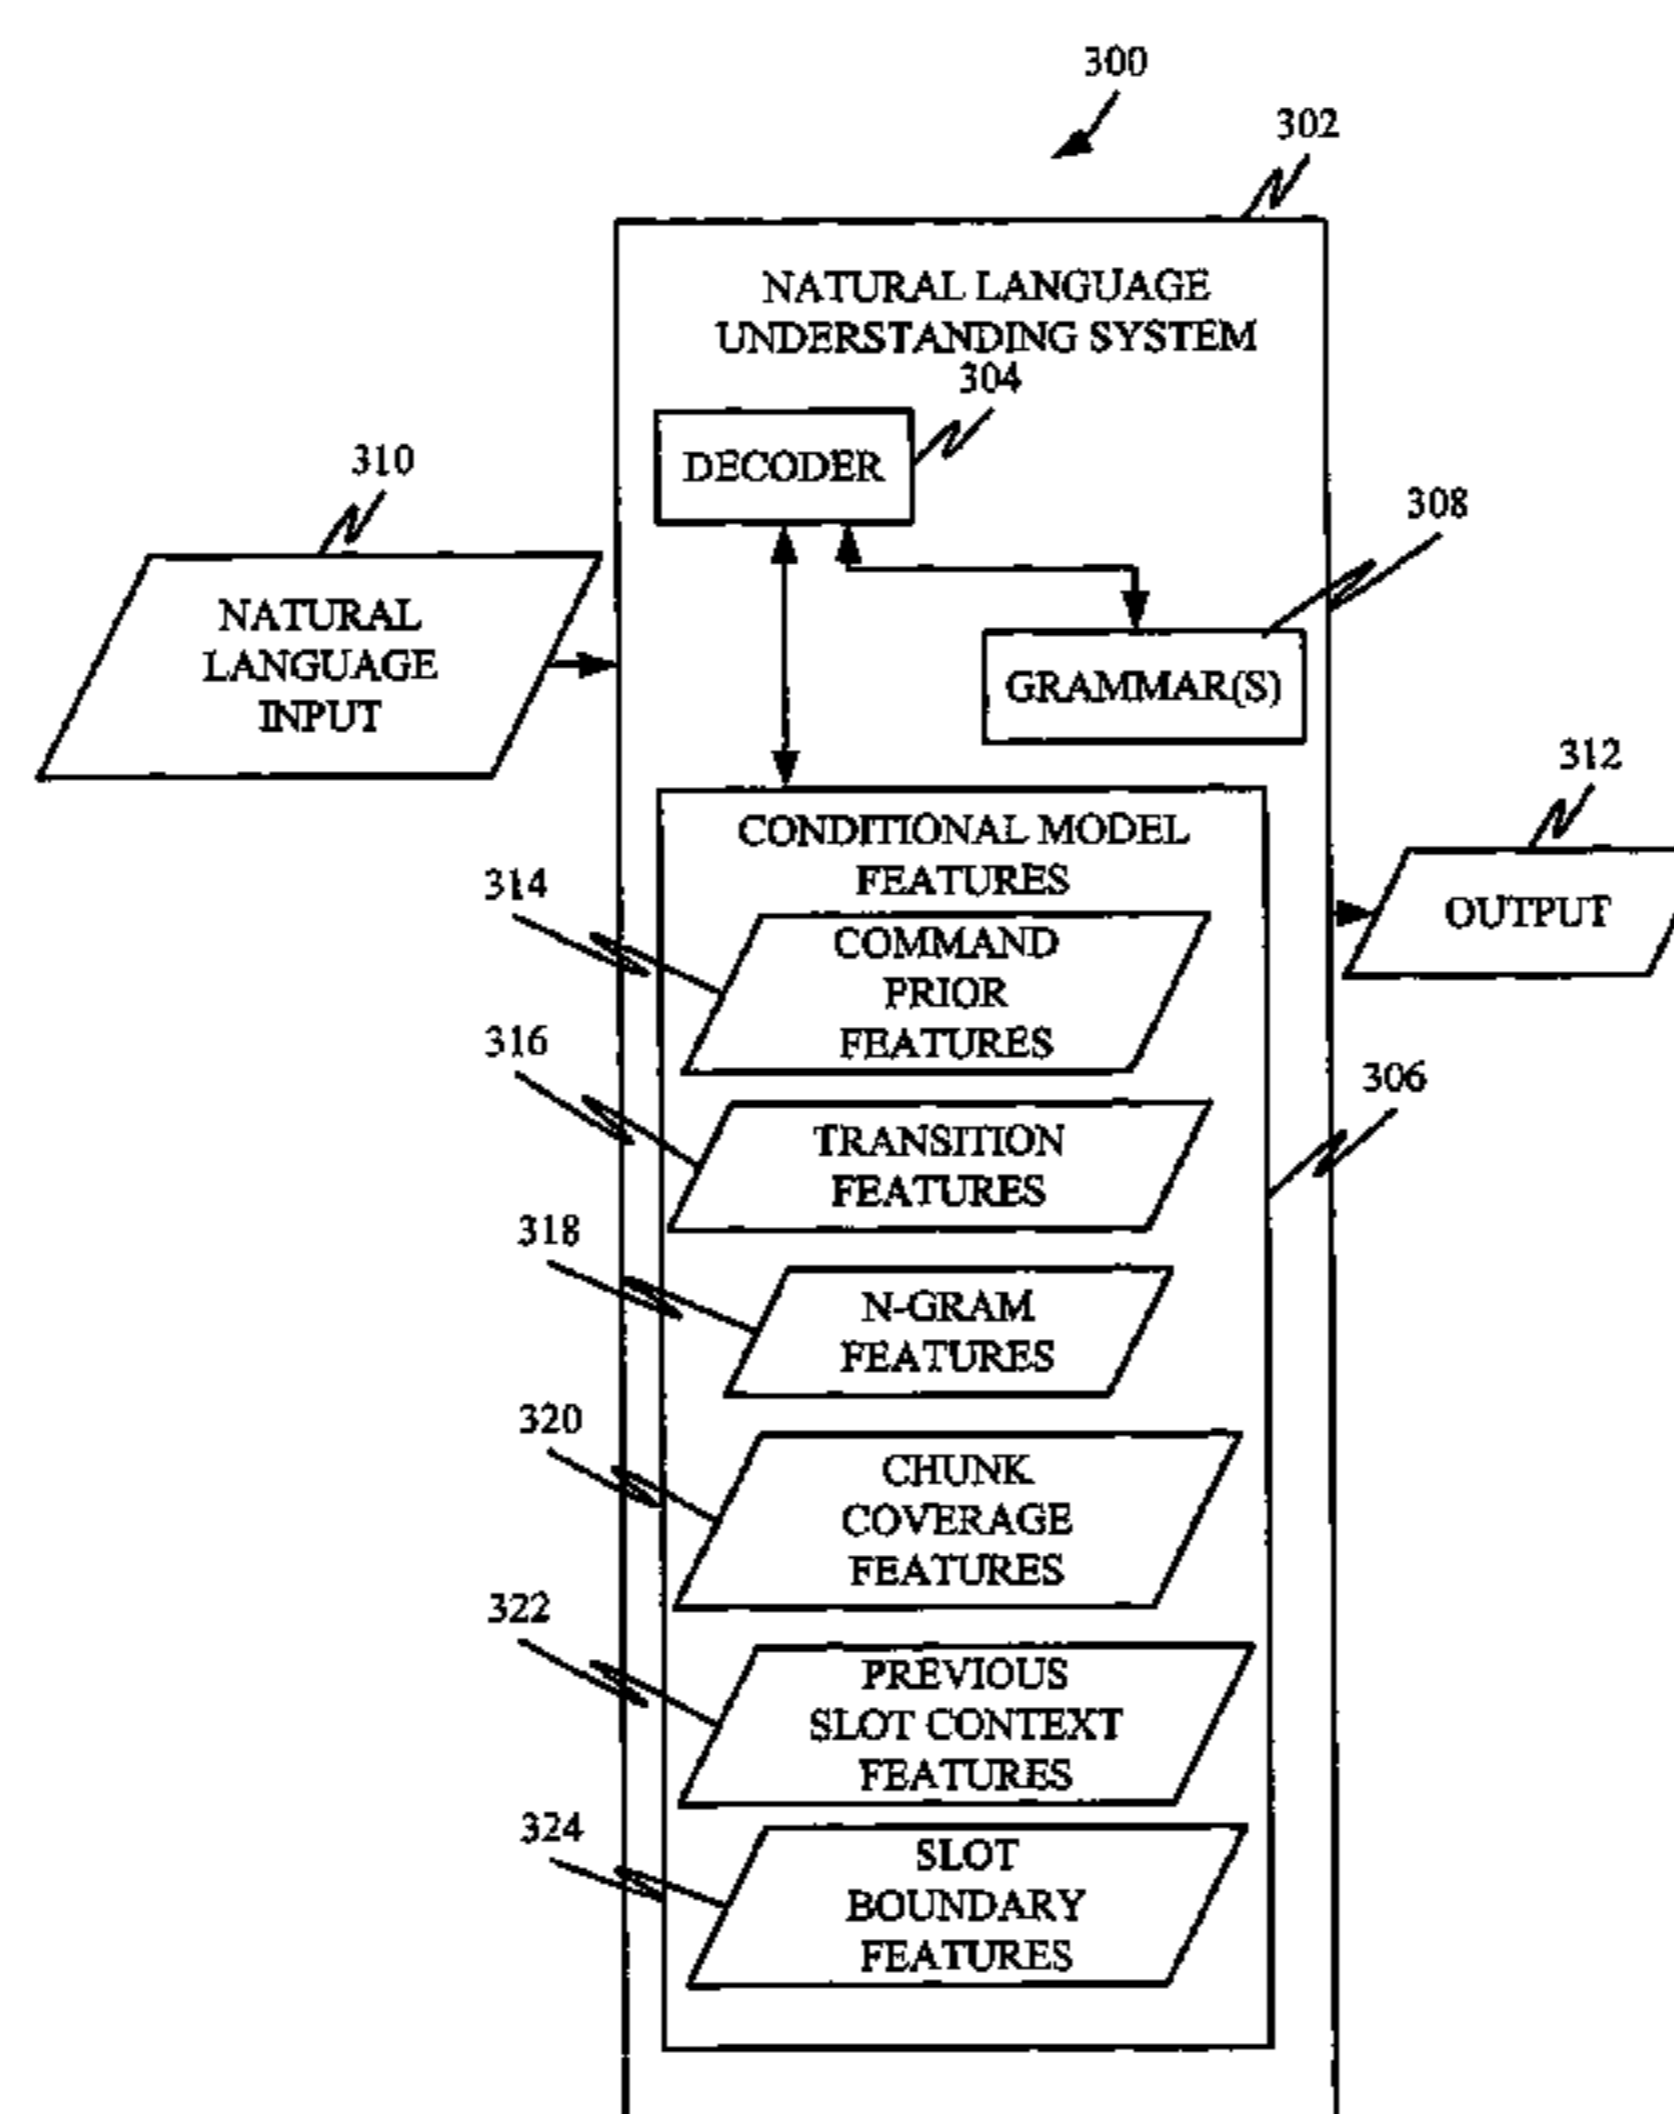 300
302
NATURAL LANGUAGE
UNDERSTANDING SYSTEM
304
DECODER
310
308
NATURAL
LANGUAGE
INPUT
GRAMMAR(S)
312
CONDITIONAL MODEL
FEATURES
OUTPUT
314
COMMAND
PRIOR
FEATURES
316
306
TRANSITION
FEATURES
318
N-GRAM
FEATURES
320
CHUNK
COVERAGE
FEATURES
322
PREVIOUS
SLOT CONTEXT
FEATURES
324
SLOT
BOUNDARY
FEATURES